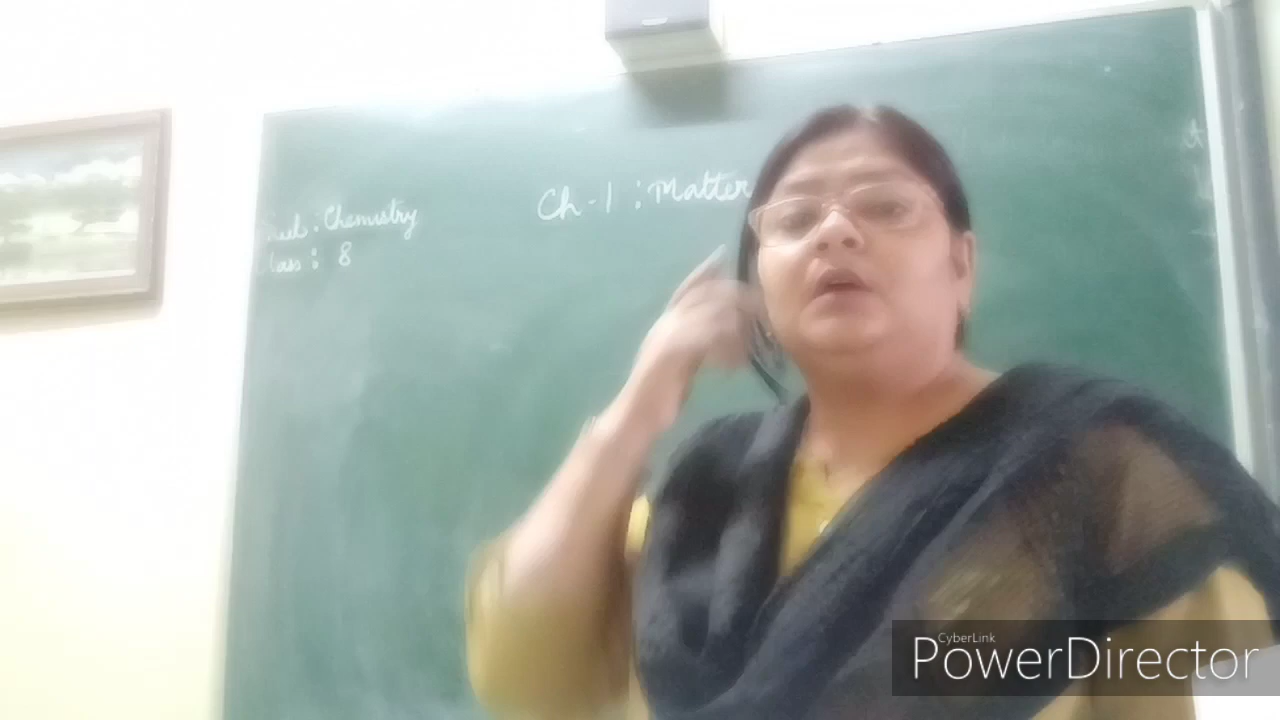 Ch-1 : Matter
: Chemistry
: 8
CyberLink
PowerDirector